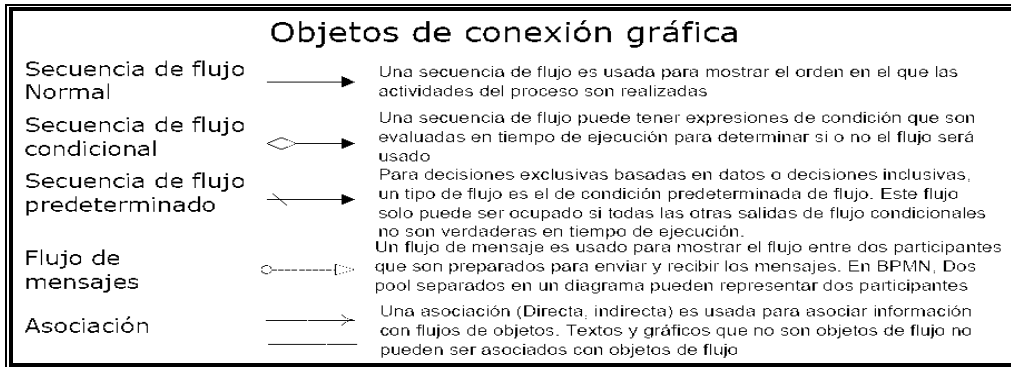 Objetos de conexión gráfica
Secuencia de flujo
Normal
Una secuencia de flujo es usada para mostrar el orden en el que las
actividades del proceso son realizadas
Secuencia de flujo
condicional
Una secuencia de flujo puede tener expresiones de condición que son
evaluadas en tiempo de ejecución para determinar si o no el flujo será
usado
Secuencia de flujo
predeterminado
Para decisiones exclusivas basadas en datos o decisiones inclusivas,
un tipo de flujo es el de condición predeterminada de flujo. Este flujo
solo puede ser ocupado si todas las otras salidas de flujo condicionales
no son verdaderas en tiempo de ejecución.
Flujo de
mensajes
Un flujo de mensaje es usado para mostrar el flujo entre dos participantes
que son preparados para enviar y recibir los mensajes. En BPMN, Dos
pool separados en un diagrama pueden representar dos participantes
Asociación
Una asociación (Directa, indirecta) es usada para asociar información
con flujos de objetos. Textos y gráficos que no son objetos de flujo no
pueden ser asociados con objetos de flujo